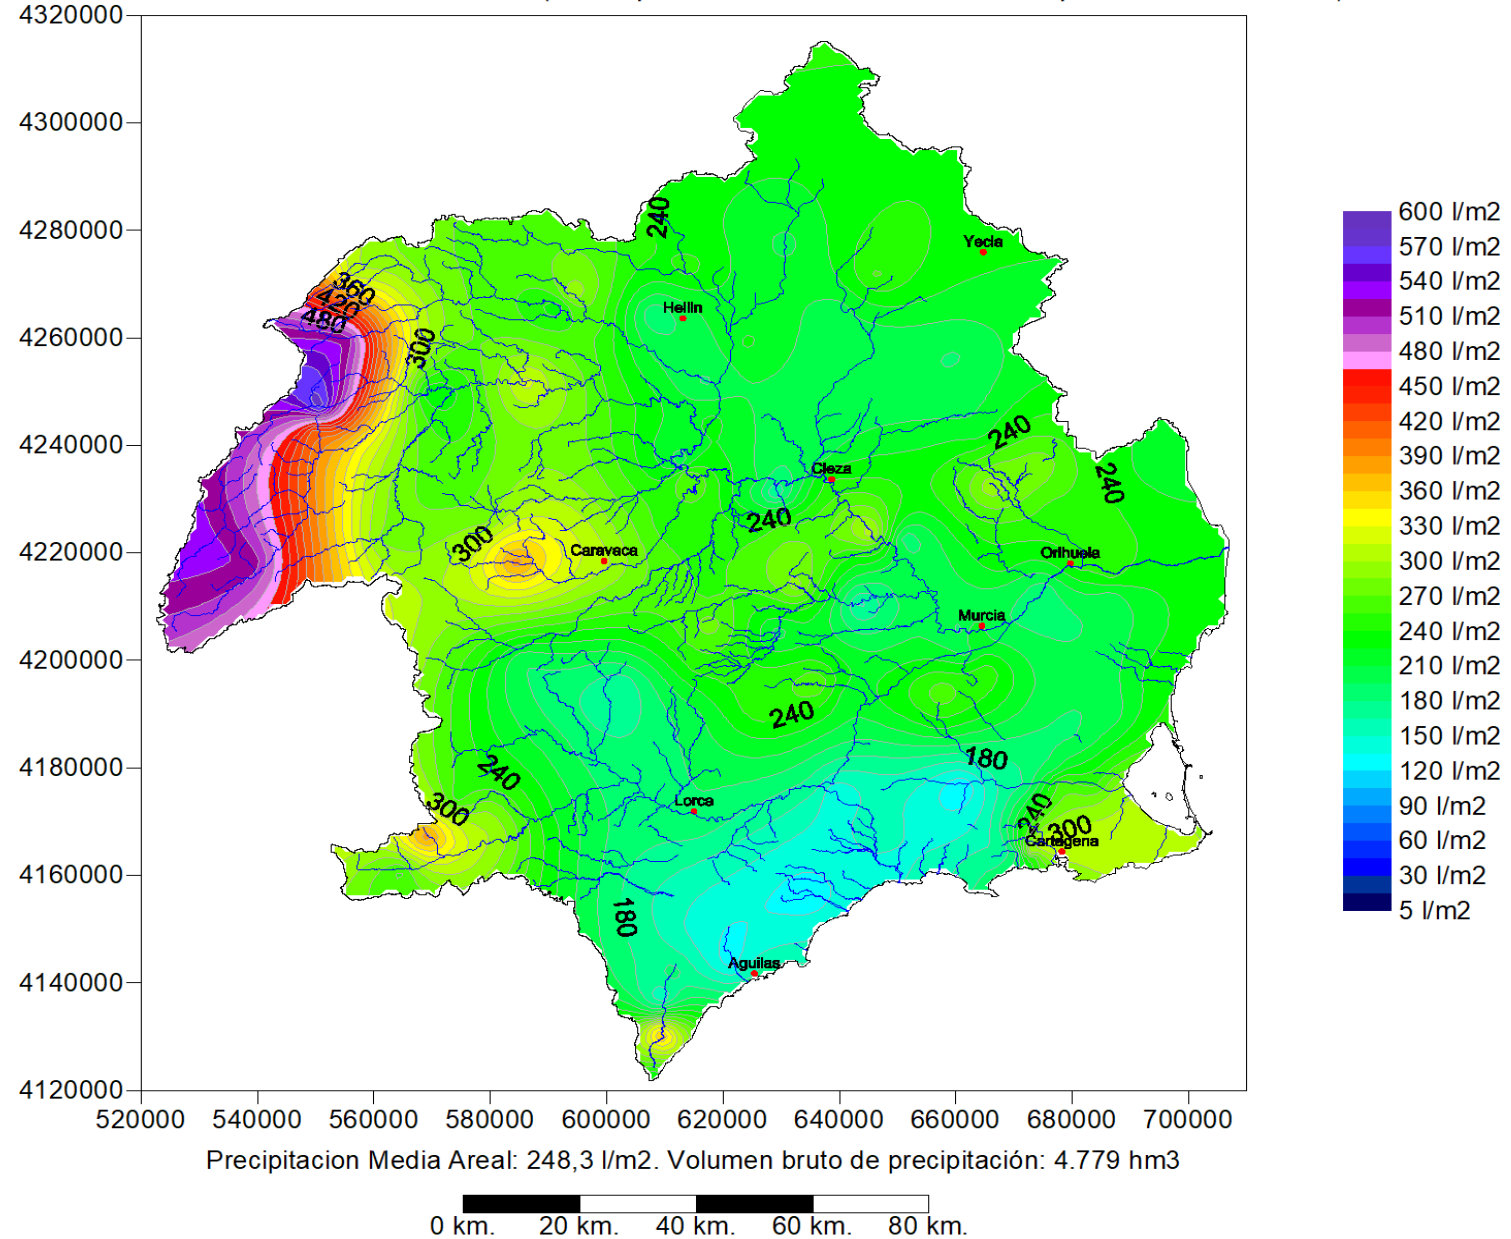 4320000
4300000
4280000
4260000
4240000
4220000
4200000
4180000
4160000
4140000
4120000
520000 540000 560000 580000 600000 620000 640000 660000 680000 700000
240
Yecla
360
420
480
300
Hellin
240
Cieza
240
240
300
Caravaca
Orihuela
Murcia
240
180
240
300
Lorca
240
300
Cartagena
180
Aguilas
600 l/m2
570 l/m2
540 l/m2
510 l/m2
480 l/m2
450 l/m2
420 l/m2
390 l/m2
360 l/m2
330 l/m2
300 l/m2
270 l/m2
240 l/m2
210 l/m2
180 l/m2
150 l/m2
120 l/m2
90 l/m2
60 l/m2
30 l/m2
5 l/m2
Precipitacion Media Areal: 248,3 l/m2. Volumen bruto de precipitación: 4.779 hm3
0 km. 20 km. 40 km. 60 km. 80 km.